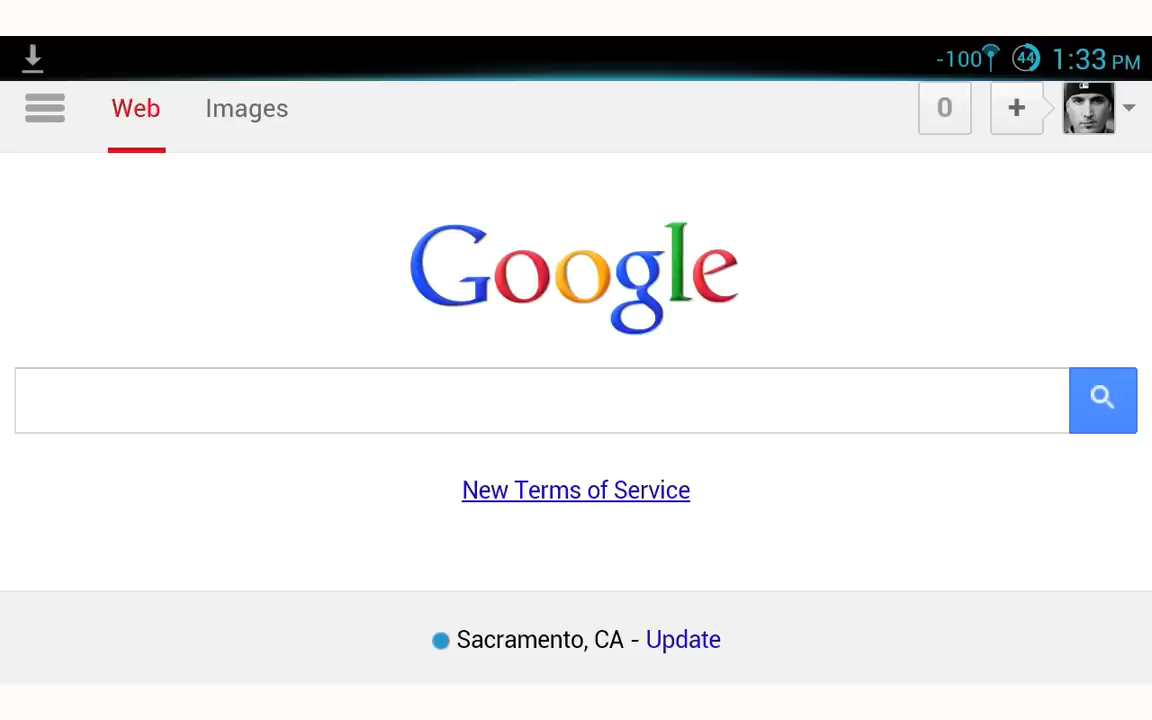 -100 44 1:33 PM
Web Images 0 +
Google
New Terms of Service
Sacramento, CA - Update